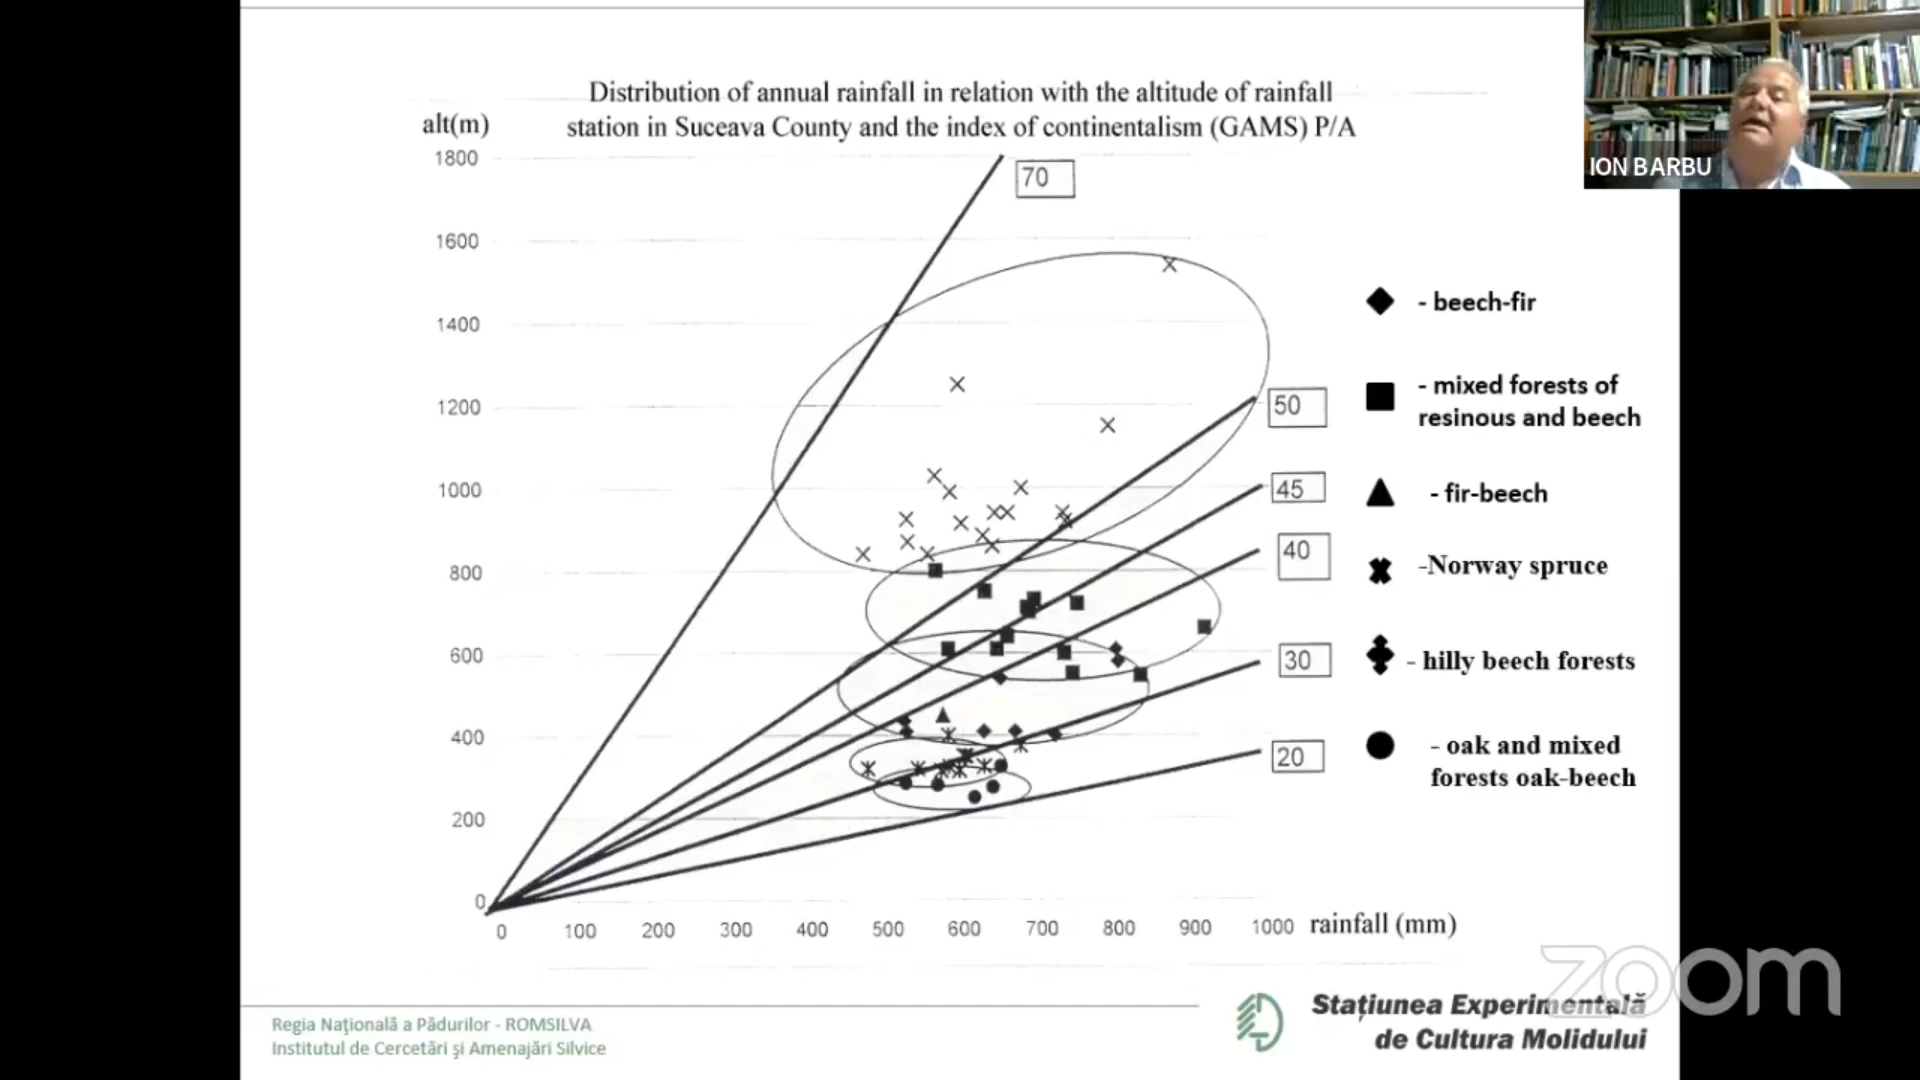 Distribution of annual rainfall in relation with the altitude of rainfall
station in Suceava County and the index of continentalism (GAMS) P/A
alt(m)
1800
1600
1400
1200
1000
800
600
400
200
0
0 100 200 300 400 500 600 700 800 900 1000 rainfall (mm)
70
50
45
40
30
20
- beech-fir
- mixed forests of
resinous and beech
- fir-beech
-Norway spruce
- hilly beech forests
- oak and mixed
forests oak-beech
ION BARBU
Regia Naţională a Pădurilor - ROMSILVA
Institutul de Cercetări şi Amenajări Silvice
Staţiunea Experimentală
de Cultura Molidului
zoom